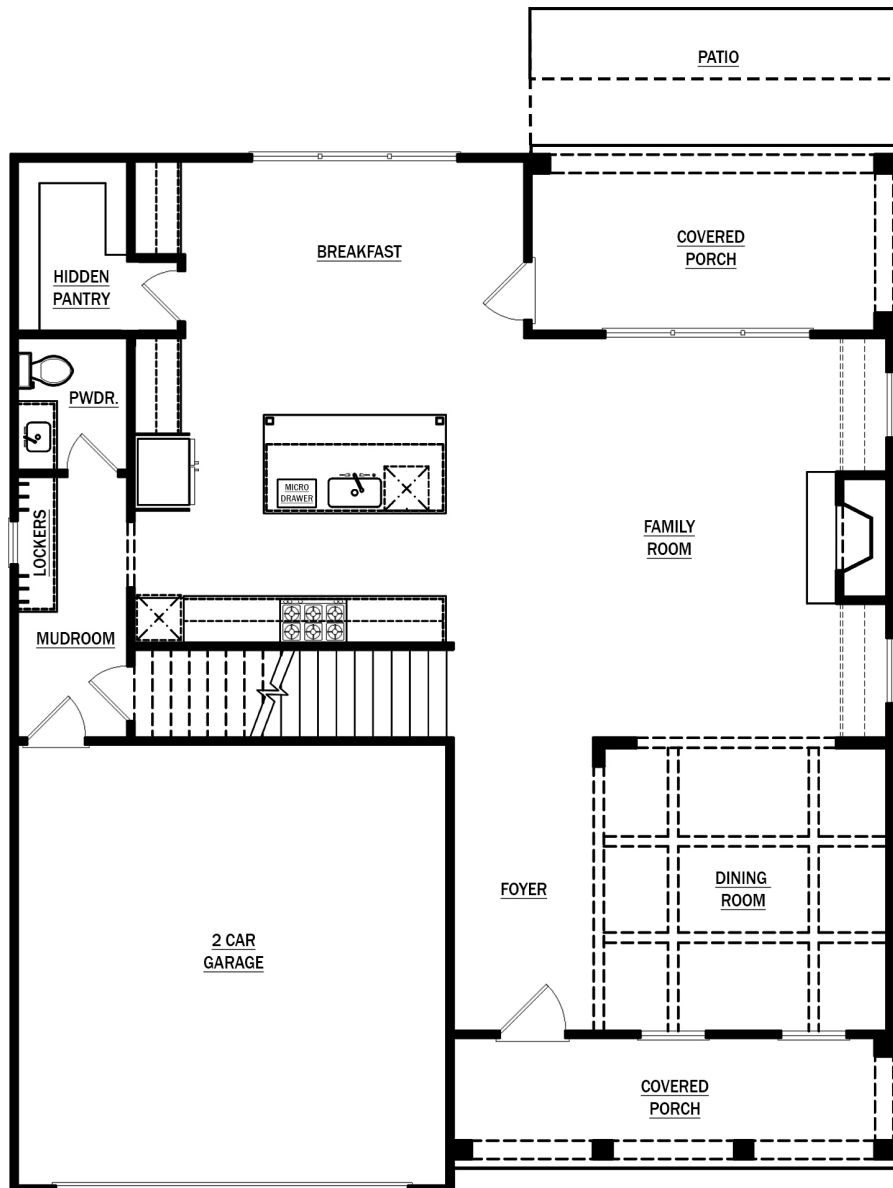 PATIO
COVERED
PORCH
BREAKFAST
HIDDEN
PANTRY
PWDR.
MICRO
DRAWER
LOCKERS
FAMILY
ROOM
MUDROOM
DINING
ROOM
FOYER
2 CAR
GARAGE
COVERED
PORCH